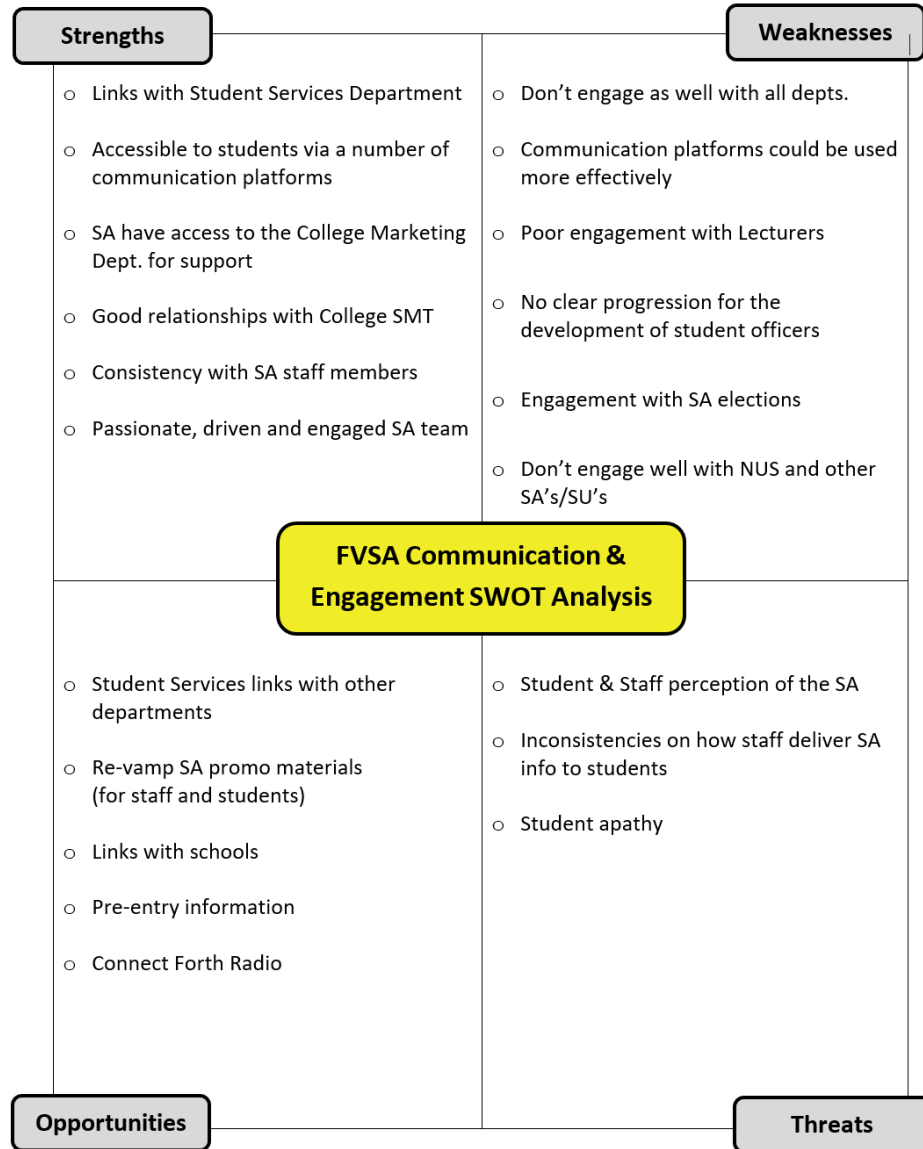 Strengths
Weaknesses
o Links with Student Services Department
o Accessible to students via a number of
communication platforms
o SA have access to the College Marketing
Dept. for support
o Good relationships with College SMT
o Consistency with SA staff members
o Passionate, driven and engaged SA team
o Don’t engage as well with all depts.
o Communication platforms could be used
more effectively
o Poor engagement with Lecturers
o No clear progression for the
development of student officers
o Engagement with SA elections
o Don’t engage well with NUS and other
SA’s/SU’s
FVSA Communication &
Engagement SWOT Analysis
o Student Services links with other
departments
o Re-vamp SA promo materials
(for staff and students)
o Links with schools
o Pre-entry information
o Connect Forth Radio
o Student & Staff perception of the SA
o Inconsistencies on how staff deliver SA
info to students
o Student apathy
Opportunities
Threats